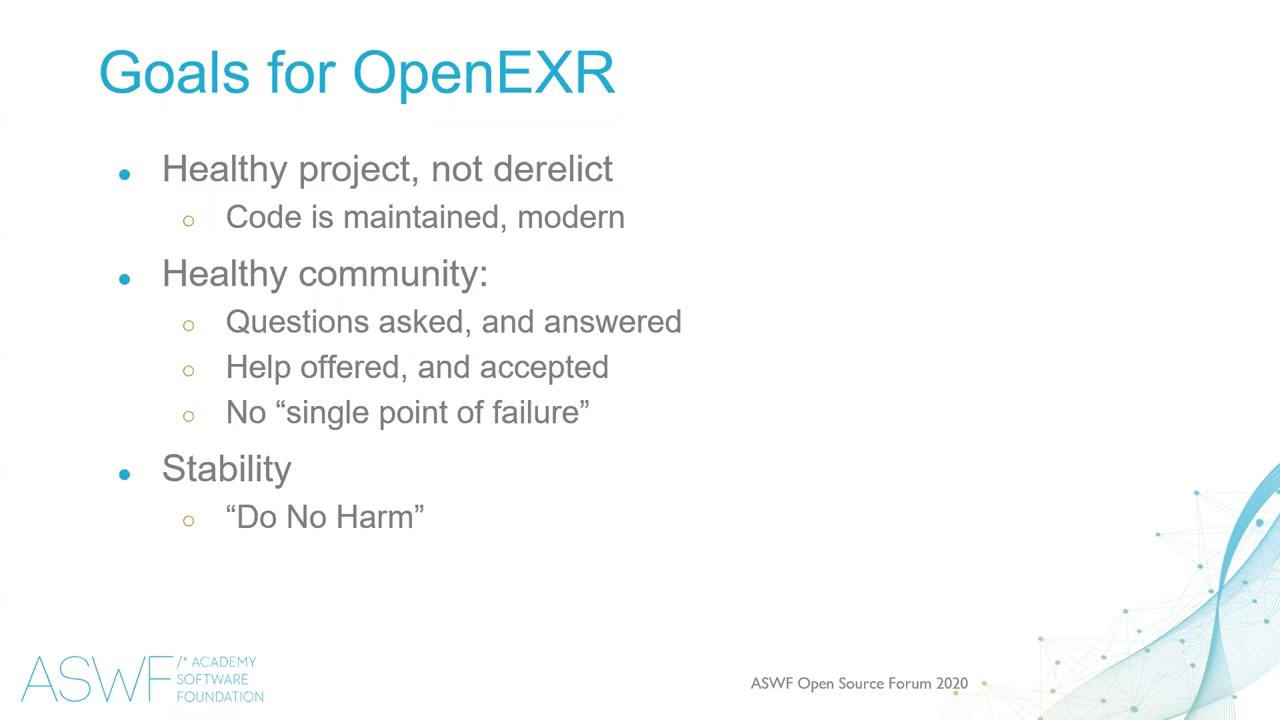 Goals for OpenEXR
● Healthy project, not derelict
○ Code is maintained, modern
● Healthy community:
○ Questions asked, and answered
○ Help offered, and accepted
○ No “single point of failure”
● Stability
○ “Do No Harm”
ASWF /* ACADEMY
SOFTWARE
FOUNDATION */
ASWF Open Source Forum 2020